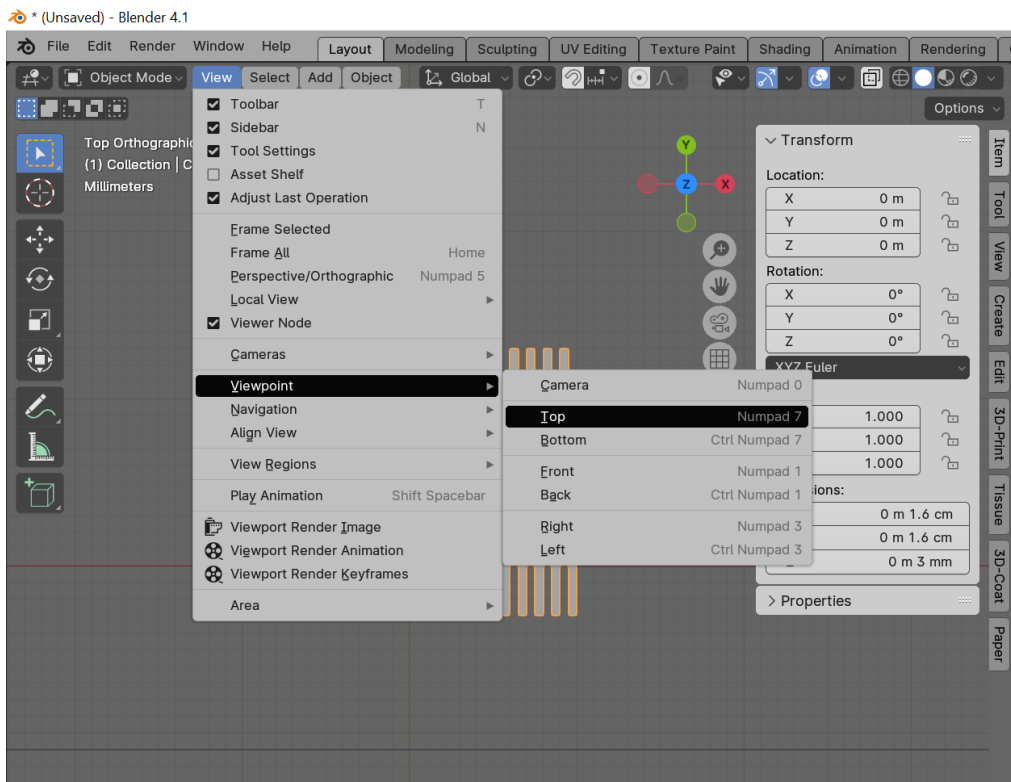 * (Unsaved) - Blender 4.1
File Edit Render Window Help Layout Modeling Sculpting UV Editing Texture Paint Shading Animation Rendering
Object Mode View Select Add Object Global
Options
Toolbar T
Sidebar N
Tool Settings
Asset Shelf
Adjust Last Operation
Frame Selected
Frame All Home
Perspective/Orthographic Numpad 5
Local View
Viewer Node
Cameras
Viewpoint
Navigation
Align View
View Regions
Play Animation Shift Spacebar
Viewport Render Image
Viewport Render Animation
Viewport Render Keyframes
Area
Top Orthographic
(1) Collection | C
Millimeters
Camera Numpad 0
Top Numpad 7
Bottom Ctrl Numpad 7
Front Numpad 1
Back Ctrl Numpad 1
Right Numpad 3
Left Ctrl Numpad 3
Y
Z X
Transform
Location:
X 0 m
Y 0 m
Z 0 m
Rotation:
X 0°
Y 0°
Z 0°
XYZ Euler
1.000
1.000
1.000
ions:
0 m 1.6 cm
0 m 1.6 cm
0 m 3 mm
Properties
Item
Tool
View
Create
Edit
3D-Print
Tissue
3D-Coat
Paper